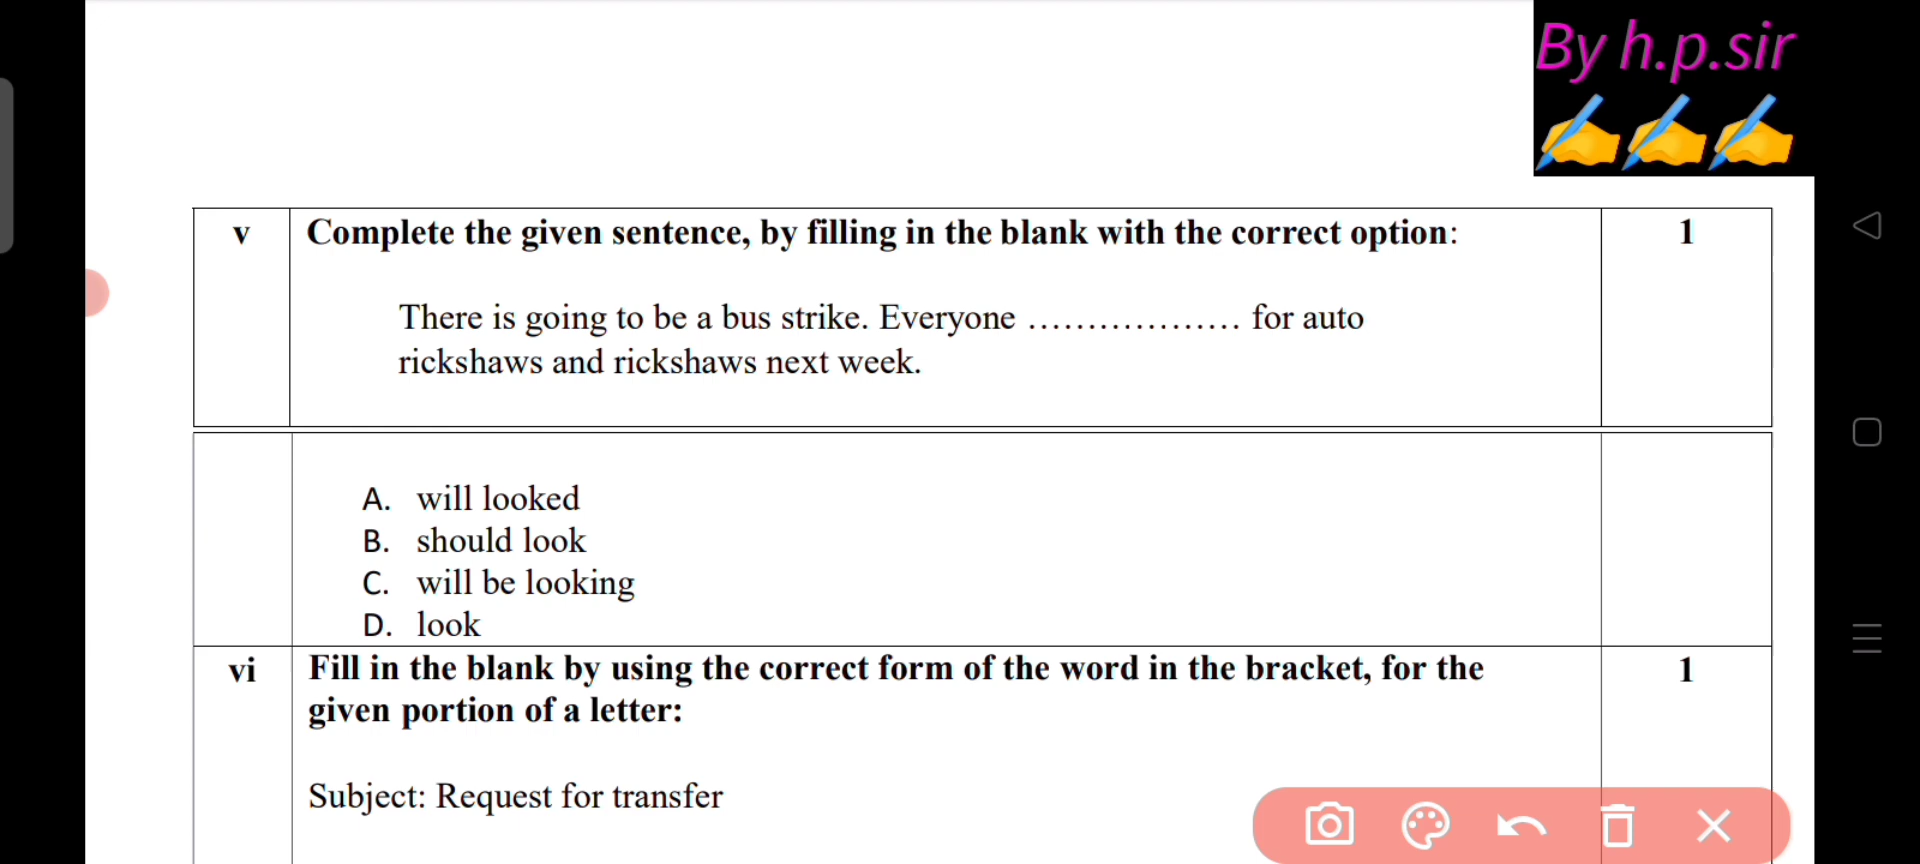 By h.p.sir
✍✍✍
v Complete the given sentence, by filling in the blank with the correct option: 1
There is going to be a bus strike. Everyone .................. for auto
rickshaws and rickshaws next week.
A. will looked
B. should look
C. will be looking
D. look
vi Fill in the blank by using the correct form of the word in the bracket, for the 1
given portion of a letter:
Subject: Request for transfer